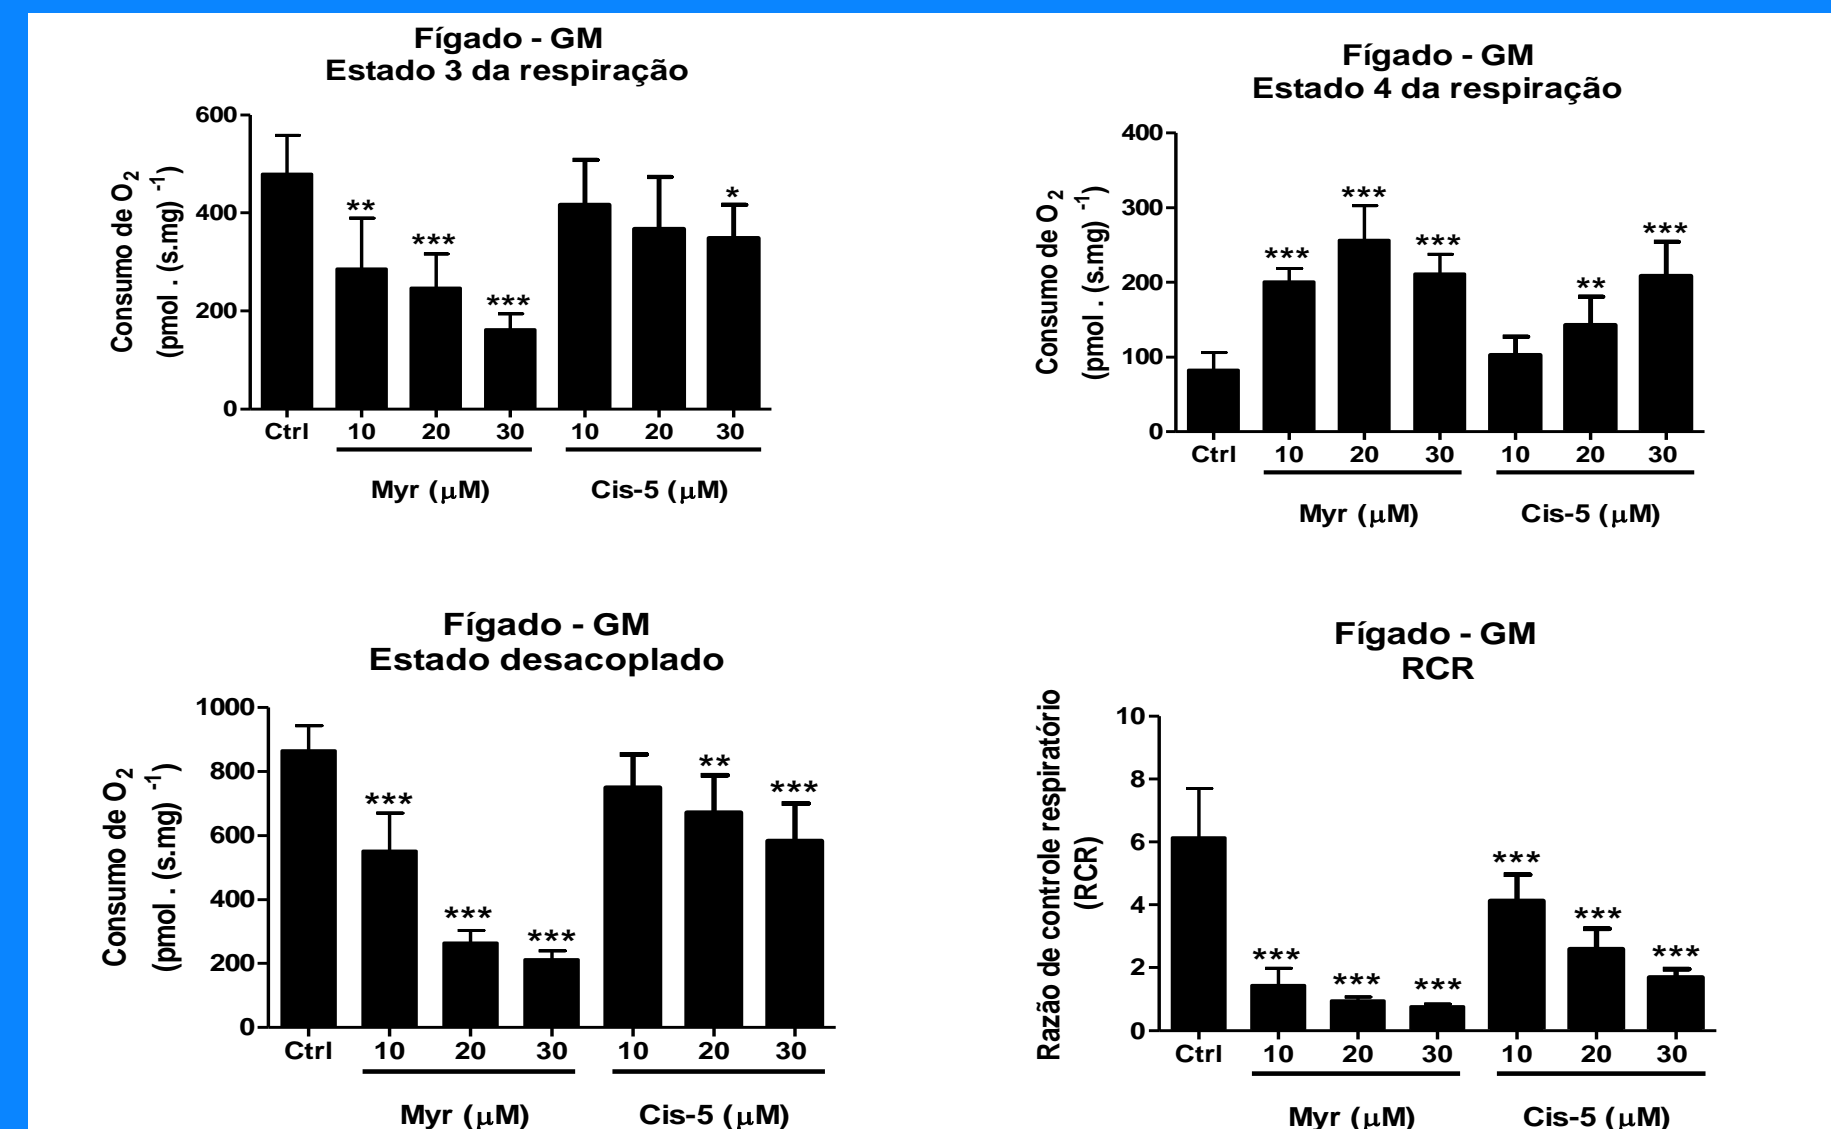 Fígado - GM
Estado 3 da respiração
Consumo de O2
(pmol . (s.mg) -1)
600
400
200
0
** *** *** *
Ctrl 10 20 30 10 20 30
Myr (μM) Cis-5 (μM)
Fígado - GM
Estado 4 da respiração
Consumo de O2
(pmol . (s.mg) -1)
400
300
200
100
0
*** *** *** ** ***
Ctrl 10 20 30 10 20 30
Myr (μM) Cis-5 (μM)
Fígado - GM
Estado desacoplado
Consumo de O2
(pmol . (s.mg) -1)
1000
800
600
400
200
0
*** *** *** ** ***
Ctrl 10 20 30 10 20 30
Myr (μM) Cis-5 (μM)
Fígado - GM
RCR
Razão de controle respiratório
(RCR)
10
8
6
4
2
0
*** *** *** *** *** ***
Ctrl 10 20 30 10 20 30
Myr (μM) Cis-5 (μM)